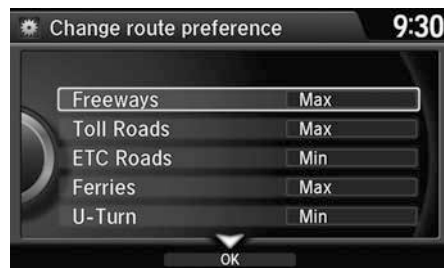 Change route preference 9:30
Freeways Max
Toll Roads Max
ETC Roads Min
Ferries Max
U-Turn Min
OK